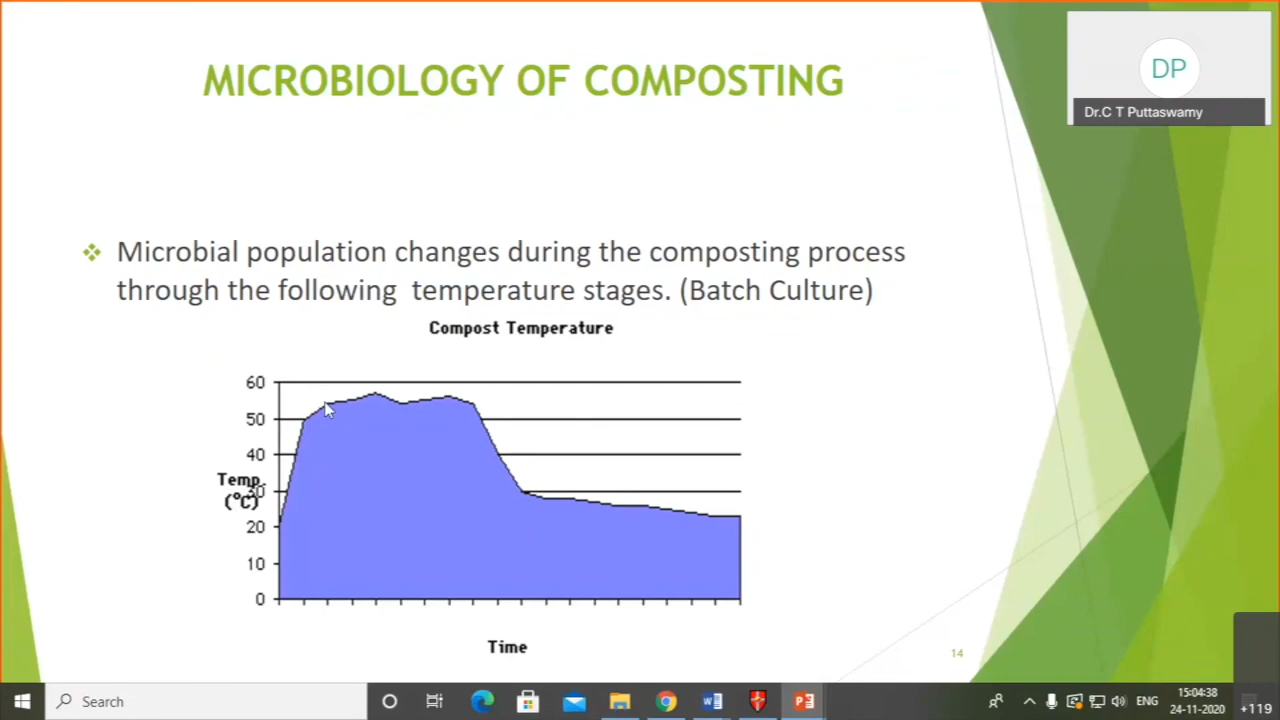 MICROBIOLOGY OF COMPOSTING
DP
Dr.C T Puttaswamy
❖ Microbial population changes during the composting process
through the following temperature stages. (Batch Culture)
Compost Temperature
60
50
40
Temp.
30
(°C)
20
10
0
Time
14
Search
ENG
15:04:38
24-11-2020
+119